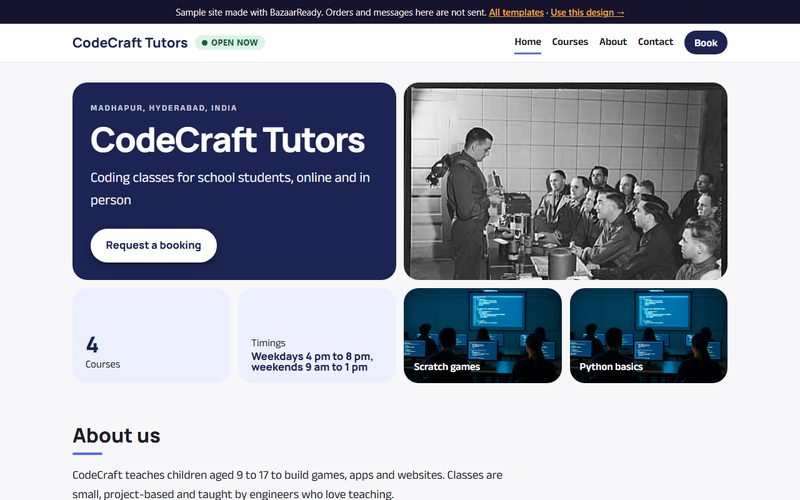 Sample site made with BazaarReady. Orders and messages here are not sent. All templates · Use this design →
CodeCraft Tutors
OPEN NOW
Home
Courses
About
Contact
Book
MADHAPUR, HYDERABAD, INDIA
CodeCraft Tutors
Coding classes for school students, online and in
person
Request a booking
4
Courses
Timings
Weekdays 4 pm to 8 pm,
weekends 9 am to 1 pm
Scratch games
Python basics
About us
CodeCraft teaches children aged 9 to 17 to build games, apps and websites. Classes are
small, project-based and taught by engineers who love teaching.